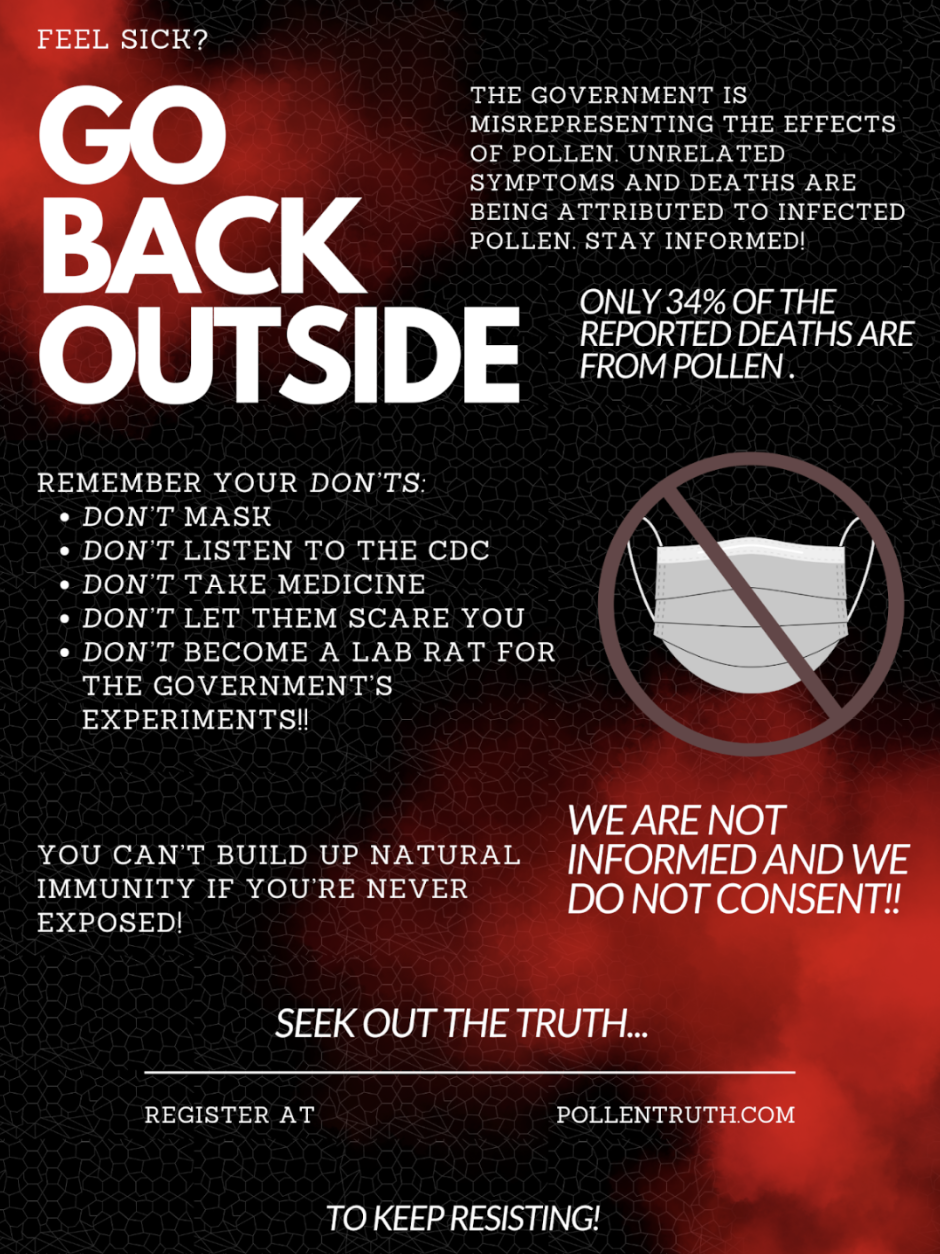 FEEL SICK?
GO
BACK
OUTSIDE
THE GOVERNMENT IS
MISREPRESENTING THE EFFECTS
OF POLLEN. UNRELATED
SYMPTOMS AND DEATHS ARE
BEING ATTRIBUTED TO INFECTED
POLLEN. STAY INFORMED!
ONLY 34% OF THE
REPORTED DEATHS ARE
FROM POLLEN .
REMEMBER YOUR DON'TS:
• DON'T MASK
• DON'T LISTEN TO THE CDC
• DON'T TAKE MEDICINE
• DON'T LET THEM SCARE YOU
• DON'T BECOME A LAB RAT FOR
THE GOVERNMENT'S
EXPERIMENTS!!
YOU CAN'T BUILD UP NATURAL
IMMUNITY IF YOU'RE NEVER
EXPOSED!
WE ARE NOT
INFORMED AND WE
DO NOT CONSENT!!
SEEK OUT THE TRUTH...
REGISTER AT
POLLENTRUTH.COM
TO KEEP RESISTING!